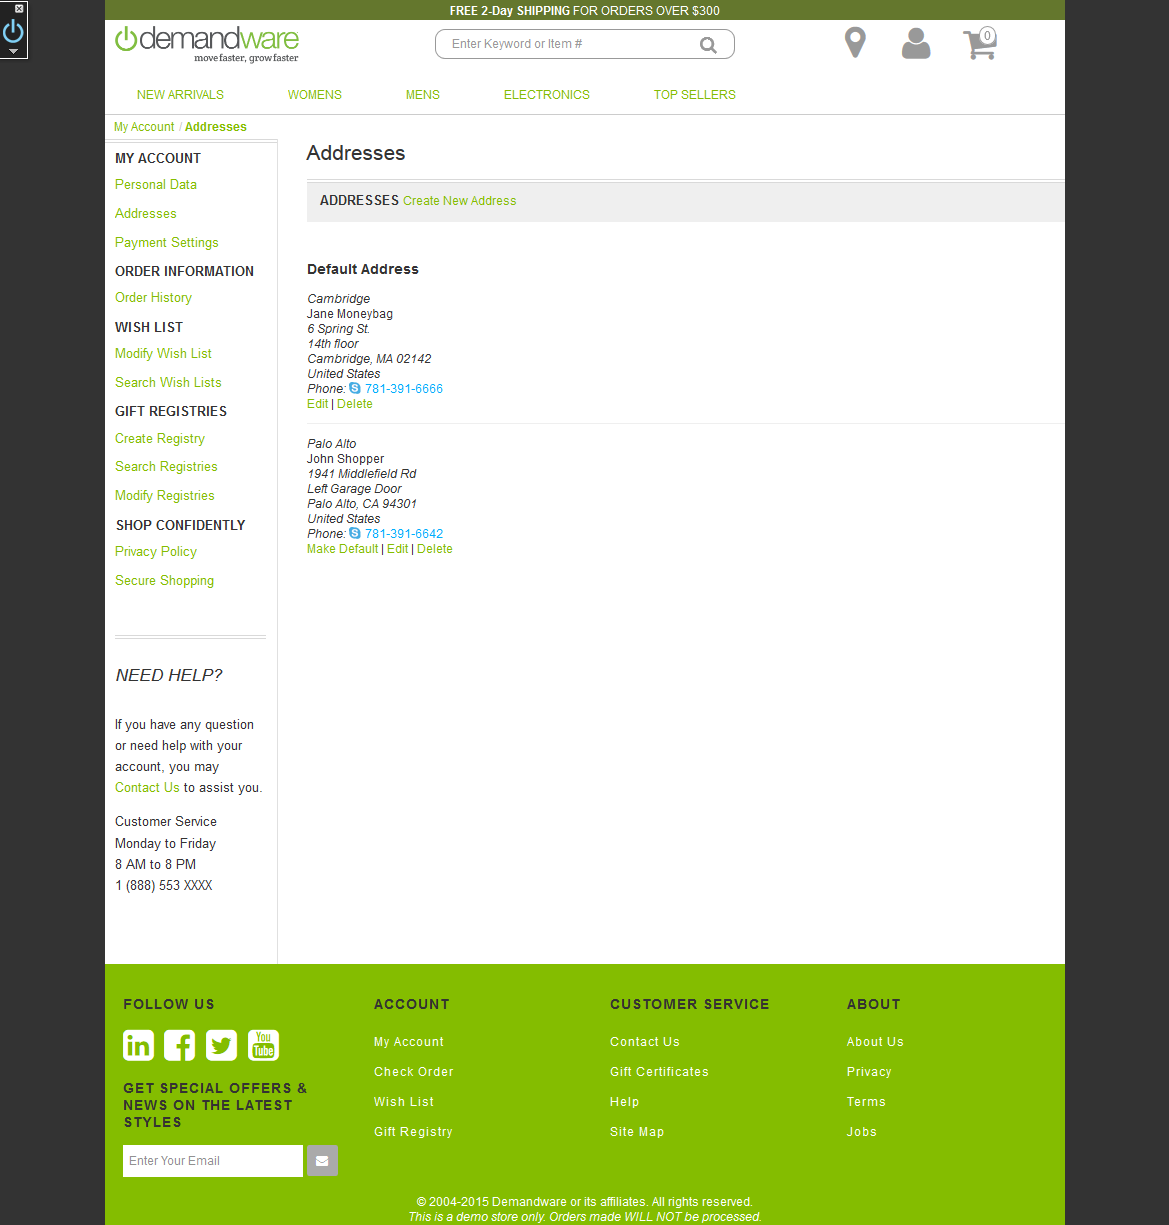 FREE 2-Day SHIPPING FOR ORDERS OVER $300
demandware
move faster, grow faster
Enter Keyword or Item #
0
NEW ARRIVALS WOMENS MENS ELECTRONICS TOP SELLERS
My Account / Addresses
MY ACCOUNT
Personal Data
Addresses
Payment Settings
ORDER INFORMATION
Order History
WISH LIST
Modify Wish List
Search Wish Lists
GIFT REGISTRIES
Create Registry
Search Registries
Modify Registries
SHOP CONFIDENTLY
Privacy Policy
Secure Shopping
NEED HELP?
If you have any question
or need help with your
account, you may
Contact Us to assist you.
Customer Service
Monday to Friday
8 AM to 8 PM
1 (888) 553 XXXX
Addresses
ADDRESSES Create New Address
Default Address
Cambridge
Jane Moneybag
6 Spring St.
14th floor
Cambridge, MA 02142
United States
Phone: 781-391-6666
Edit | Delete
Palo Alto
John Shopper
1941 Middlefield Rd
Left Garage Door
Palo Alto, CA 94301
United States
Phone: 781-391-6642
Make Default | Edit | Delete
FOLLOW US
in f You Tube
GET SPECIAL OFFERS &
NEWS ON THE LATEST
STYLES
Enter Your Email
ACCOUNT
My Account
Check Order
Wish List
Gift Registry
CUSTOMER SERVICE
Contact Us
Gift Certificates
Help
Site Map
ABOUT
About Us
Privacy
Terms
Jobs
© 2004-2015 Demandware or its affiliates. All rights reserved.
This is a demo store only. Orders made WILL NOT be processed.